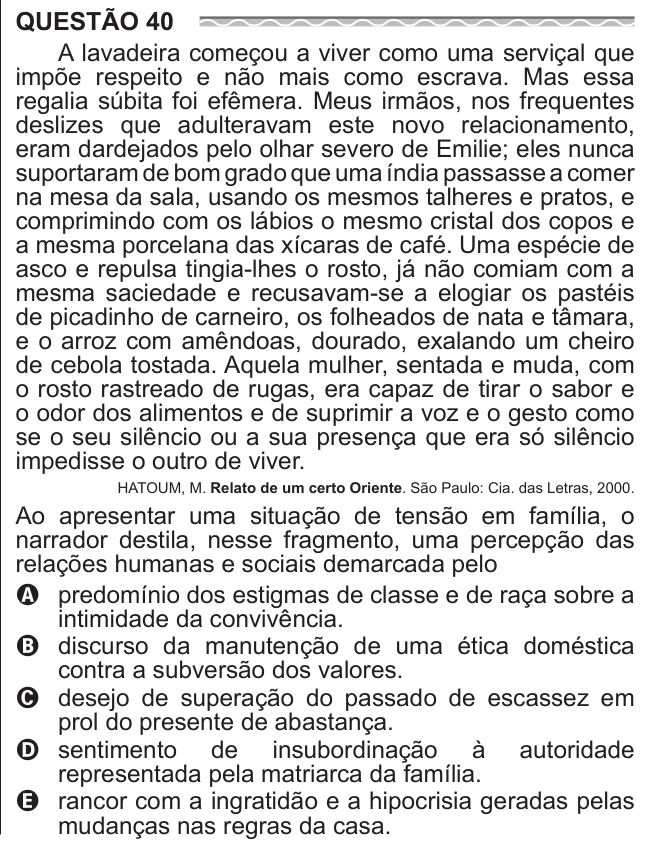 QUESTÃO 40
A lavadeira começou a viver como uma serviçal que
impõe respeito e não mais como escrava. Mas essa
regalia súbita foi efêmera. Meus irmãos, nos frequentes
deslizes que adulteravam este novo relacionamento,
eram dardejados pelo olhar severo de Emilie; eles nunca
suportaram de bom grado que uma índia passasse a comer
na mesa da sala, usando os mesmos talheres e pratos, e
comprimindo com os lábios o mesmo cristal dos copos e
a mesma porcelana das xícaras de café. Uma espécie de
asco e repulsa tingia-lhes o rosto, já não comiam com a
mesma saciedade e recusavam-se a elogiar os pastéis
de picadinho de carneiro, os folheados de nata e tâmara,
e o arroz com amêndoas, dourado, exalando um cheiro
de cebola tostada. Aquela mulher, sentada e muda, com
o rosto rastreado de rugas, era capaz de tirar o sabor e
o odor dos alimentos e de suprimir a voz e o gesto como
se o seu silêncio ou a sua presença que era só silêncio
impedisse o outro de viver.
HATOUM, M. Relato de um certo Oriente. São Paulo: Cia. das Letras, 2000.
Ao apresentar uma situação de tensão em família, o
narrador destila, nesse fragmento, uma percepção das
relações humanas e sociais demarcada pelo
A predomínio dos estigmas de classe e de raça sobre a
intimidade da convivência.
B discurso da manutenção de uma ética doméstica
contra a subversão dos valores.
C desejo de superação do passado de escassez em
prol do presente de abastança.
D sentimento de insubordinação à autoridade
representada pela matriarca da família.
E rancor com a ingratidão e a hipocrisia geradas pelas
mudanças nas regras da casa.